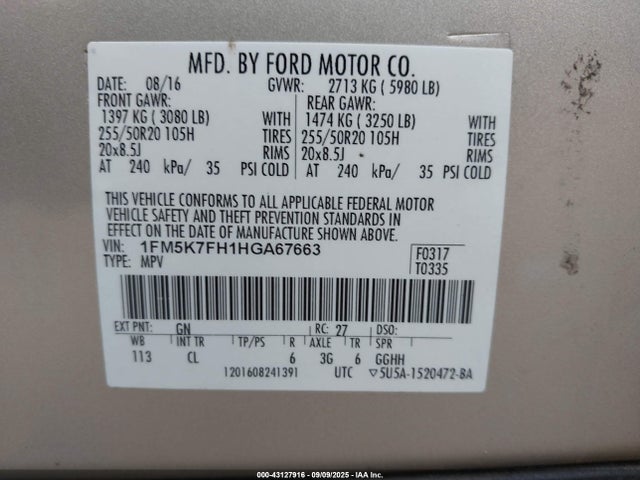 MFD. BY FORD MOTOR CO.
DATE: 08/16 GVWR: 2713 KG ( 5980 LB)
FRONT GAWR: REAR GAWR:
1397 KG ( 3080 LB) WITH 1474 KG ( 3250 LB) WITH
255/50R20 105H TIRES 255/50R20 105H TIRES
20x8.5J RIMS 20x8.5J RIMS
AT 240 kPa/ 35 PSI COLD AT 240 kPa/ 35 PSI COLD
THIS VEHICLE CONFORMS TO ALL APPLICABLE FEDERAL MOTOR
VEHICLE SAFETY AND THEFT PREVENTION STANDARDS IN
EFFECT ON THE DATE OF MANUFACTURE SHOWN ABOVE.
VIN: 1FM5K7FH1HGA67663 F0317
TYPE: MPV T0335
EXT PNT: GN RC: 27 DSO:
WB INT TR TP/PS R AXLE TR SPR
113 CL 6 3G 6 GGHH
1201608241391 UTC ▽5U5A-1520472-BA
000-43127916 - 09/09/2025 - IAA Inc.